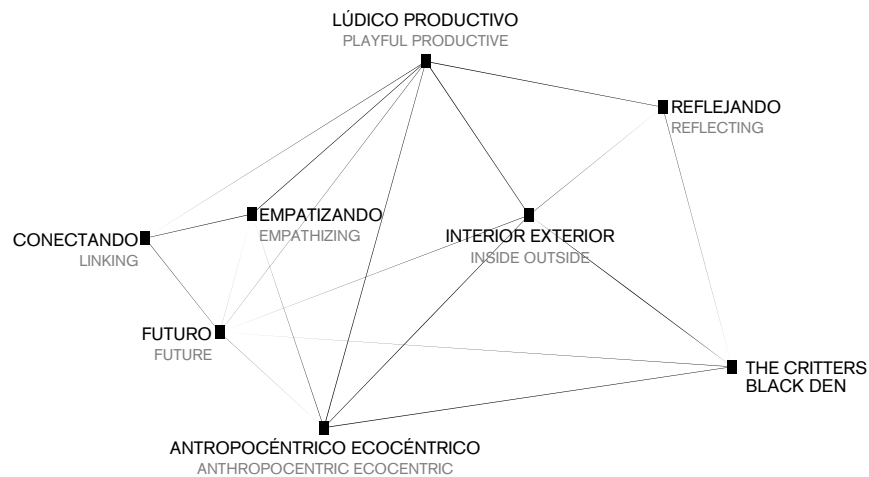 LÚDICO PRODUCTIVO
PLAYFUL PRODUCTIVE
REFLEJANDO
REFLECTING
EMPATIZANDO
EMPATHIZING
CONECTANDO
LINKING
INTERIOR EXTERIOR
INSIDE OUTSIDE
FUTURO
FUTURE
THE CRITTERS
BLACK DEN
ANTROPOCÉNTRICO ECOCÉNTRICO
ANTHROPOCENTRIC ECOCENTRIC